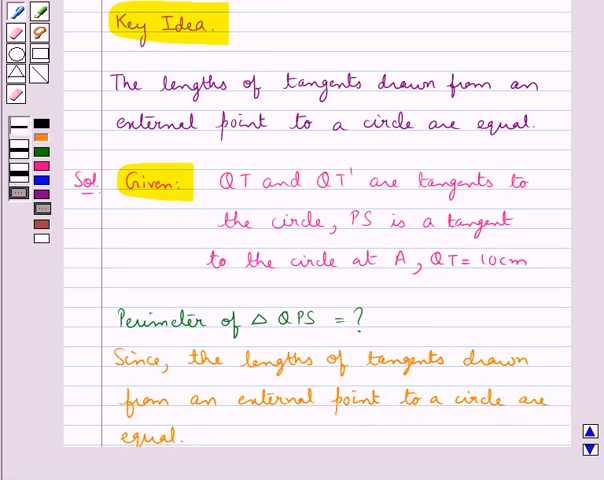 Key Idea.
The lengths of tangents drawn from an
external point to a circle are equal.
Sol. Given: QT and QT' are tangents to
the circle, PS is a tangent
to the circle at A, QT = 10cm
Perimeter of △ QPS = ?
Since, the lengths of tangents drawn
from an external point to a circle are
equal.